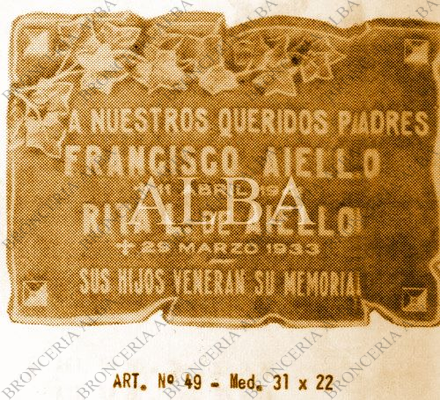 A NUESTROS QUERIDOS PADRES
FRANCISCO AIELLO
✝ 11 ABRIL
RITA L. DE AIELLO
✝ 29 MARZO 1933
SUS HIJOS VENERAN SU MEMORIA
ALBA
ART. Nº 49 - Med. 31 x 22
BRONCERIA ALBA